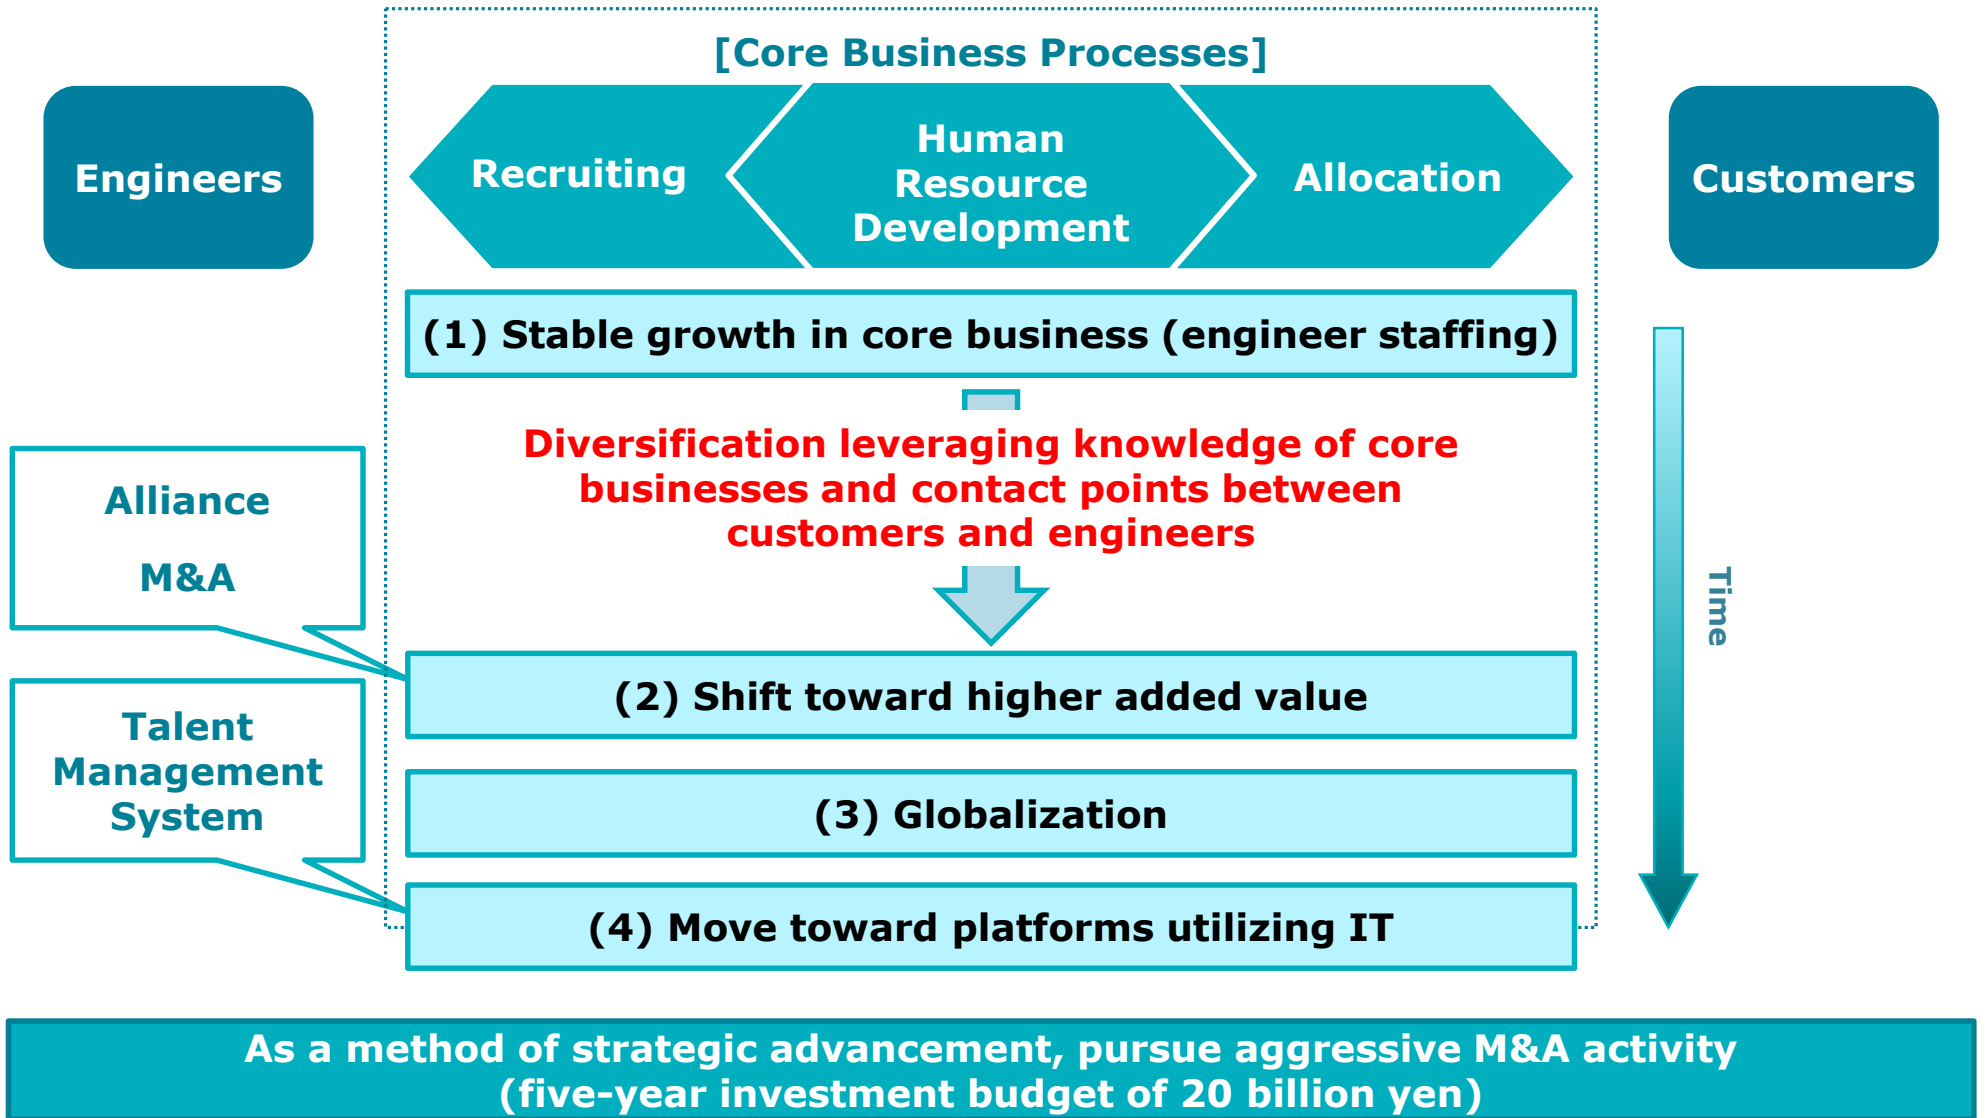 [Core Business Processes]
Engineers
Recruiting
Human
Resource
Development
Allocation
Customers
(1) Stable growth in core business (engineer staffing)
Diversification leveraging knowledge of core
businesses and contact points between
customers and engineers
Alliance
M&A
Time
(2) Shift toward higher added value
Talent
Management
System
(3) Globalization
(4) Move toward platforms utilizing IT
As a method of strategic advancement, pursue aggressive M&A activity
(five-year investment budget of 20 billion yen)